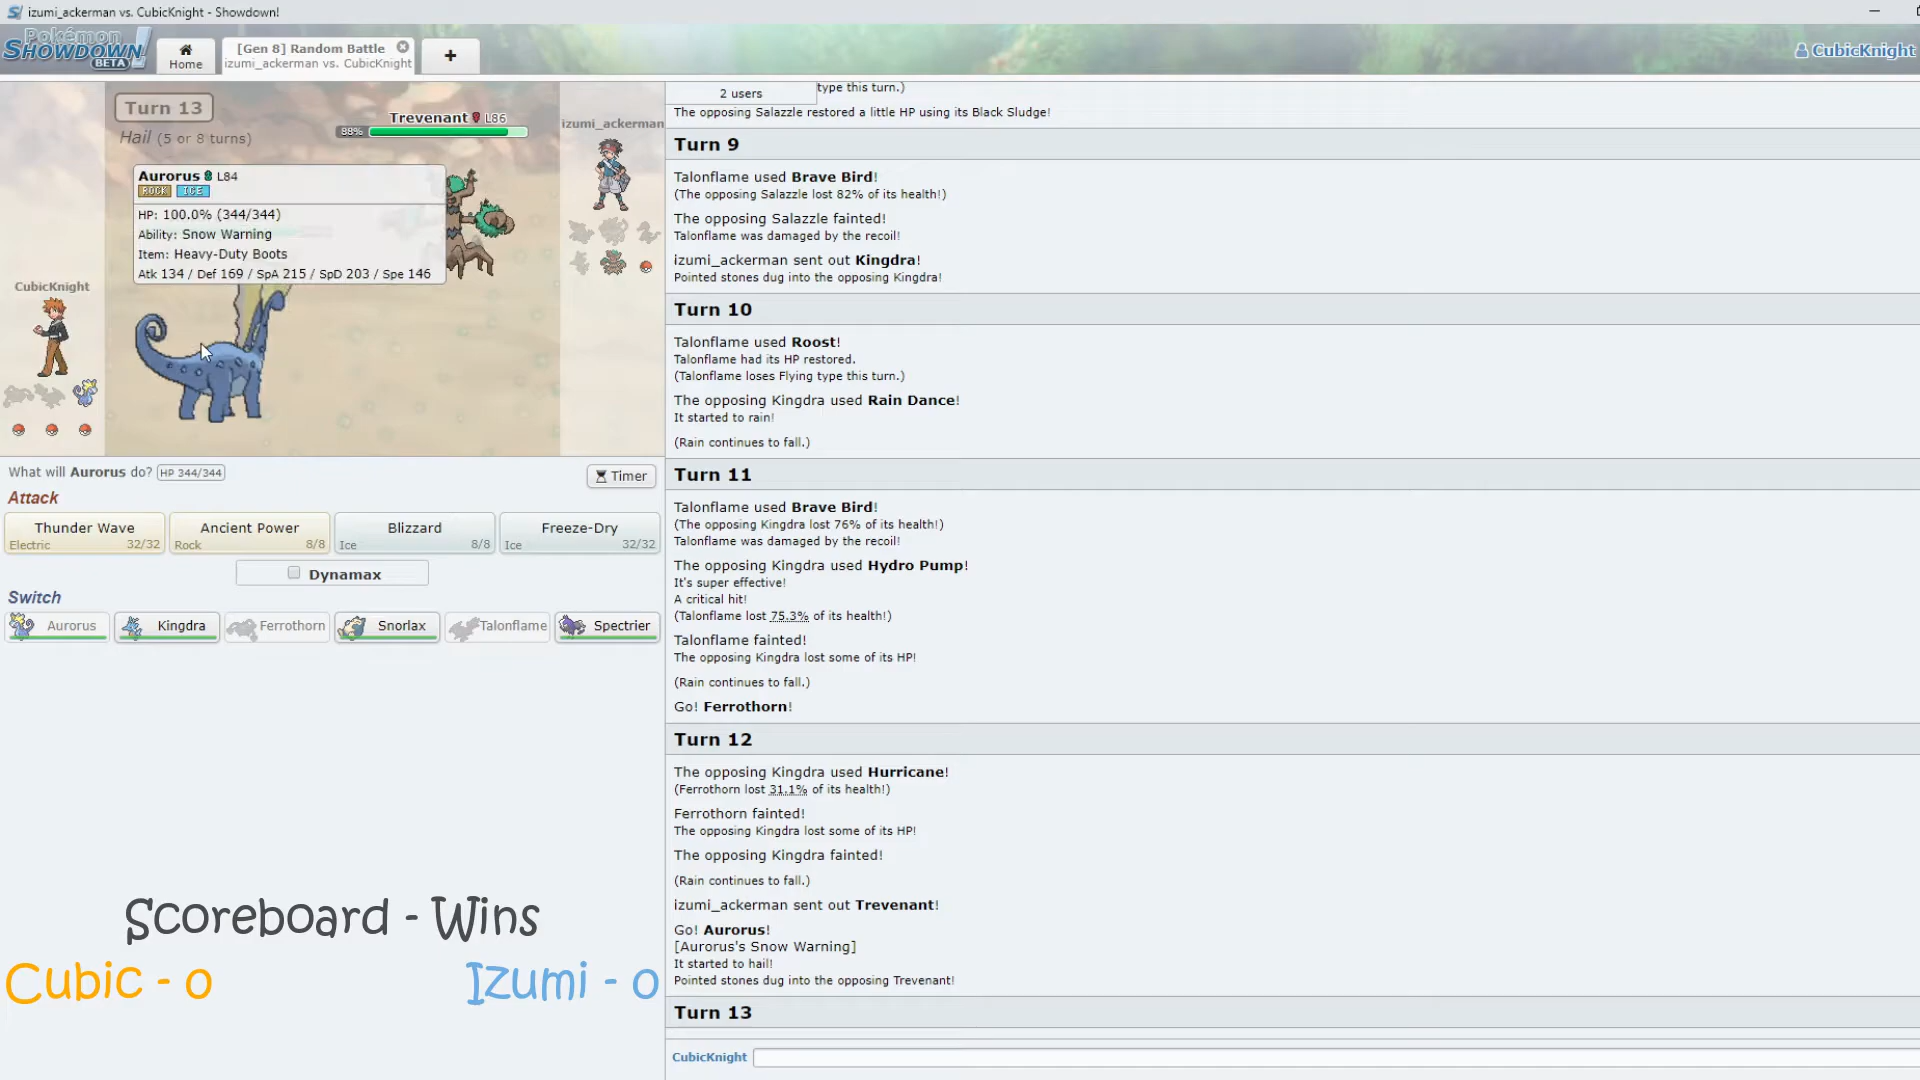 izumi_ackerman vs. CubicKnight - Showdown!
Pokémon
SHOWDOWN!
BETA
Home
[Gen 8] Random Battle
izumi_ackerman vs. CubicKnight
+
CubicKnight
Turn 13
Hail (5 or 8 turns)
Trevenant L86
88%
izumi_ackerman
Aurorus L84
ROCK ICE
HP: 100.0% (344/344)
Ability: Snow Warning
Item: Heavy-Duty Boots
Atk 134 / Def 169 / SpA 215 / SpD 203 / Spe 146
CubicKnight
What will Aurorus do? HP 344/344
Timer
Attack
Thunder Wave
Electric 32/32
Ancient Power
Rock 8/8
Blizzard
Ice 8/8
Freeze-Dry
Ice 32/32
Dynamax
Switch
Aurorus
Kingdra
Ferrothorn
Snorlax
Talonflame
Spectrier
Scoreboard - Wins
Cubic - 0
Izumi - 0
2 users
type this turn.)
The opposing Salazzle restored a little HP using its Black Sludge!
Turn 9
Talonflame used Brave Bird!
(The opposing Salazzle lost 82% of its health!)
The opposing Salazzle fainted!
Talonflame was damaged by the recoil!
izumi_ackerman sent out Kingdra!
Pointed stones dug into the opposing Kingdra!
Turn 10
Talonflame used Roost!
Talonflame had its HP restored.
(Talonflame loses Flying type this turn.)
The opposing Kingdra used Rain Dance!
It started to rain!
(Rain continues to fall.)
Turn 11
Talonflame used Brave Bird!
(The opposing Kingdra lost 76% of its health!)
Talonflame was damaged by the recoil!
The opposing Kingdra used Hydro Pump!
It's super effective!
A critical hit!
(Talonflame lost 75.3% of its health!)
Talonflame fainted!
The opposing Kingdra lost some of its HP!
(Rain continues to fall.)
Go! Ferrothorn!
Turn 12
The opposing Kingdra used Hurricane!
(Ferrothorn lost 31.1% of its health!)
Ferrothorn fainted!
The opposing Kingdra lost some of its HP!
The opposing Kingdra fainted!
(Rain continues to fall.)
izumi_ackerman sent out Trevenant!
Go! Aurorus!
[Aurorus's Snow Warning]
It started to hail!
Pointed stones dug into the opposing Trevenant!
Turn 13
CubicKnight